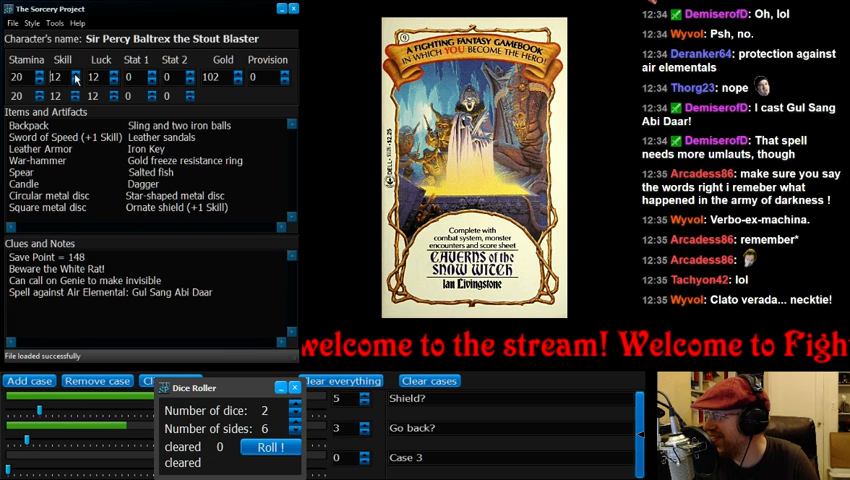 The Sorcery Project
File Style Tools Help
Character's name: Sir Percy Baltrex the Stout Blaster
Stamina Skill Luck Stat 1 Stat 2 Gold Provision
20 12 12 0 0 102 0
20 12 12 0 0
Items and Artifacts
Backpack Sling and two iron balls
Sword of Speed (+1 Skill) Leather sandals
Leather Armor Iron Key
War-hammer Gold freeze resistance ring
Spear Salted fish
Candle Dagger
Circular metal disc Star-shaped metal disc
Square metal disc Ornate shield (+1 Skill)
Clues and Notes
Save Point = 148
Beware the White Rat!
Can call on Genie to make invisible
Spell against Air Elemental: Gul Sang Abi Daar
File loaded successfully
A FIGHTING FANTASY GAMEBOOK
IN WHICH YOU BECOME THE HERO!
9
Complete with
combat system, monster
encounters and score sheet
CAVERNS OF THE
SNOW WITCH
Ian Livingstone
12:34 DemiserofD: Oh, lol
12:34 Wyvol: Psh, no.
12:34 Deranker64: protection against
air elementals
12:34 Thorg23: nope
12:34 DemiserofD: I cast Gul Sang
Abi Daar!
12:34 DemiserofD: That spell
needs more umlauts, though
12:35 Arcadess86: make sure you say
the words right i remeber what
happened in the army of darkness !
12:35 Wyvol: Verbo-ex-machina.
12:35 Arcadess86: remember*
12:35 Arcadess86:
12:35 Tachyon42: lol
12:35 Wyvol: Clato verada... necktie!
welcome to the stream! Welcome to Figh
Add case Remove case Cl lear everything Clear cases
5 Shield?
3 Go back?
0 Case 3
Dice Roller
Number of dice: 2
Number of sides: 6
cleared 0 Roll !
cleared